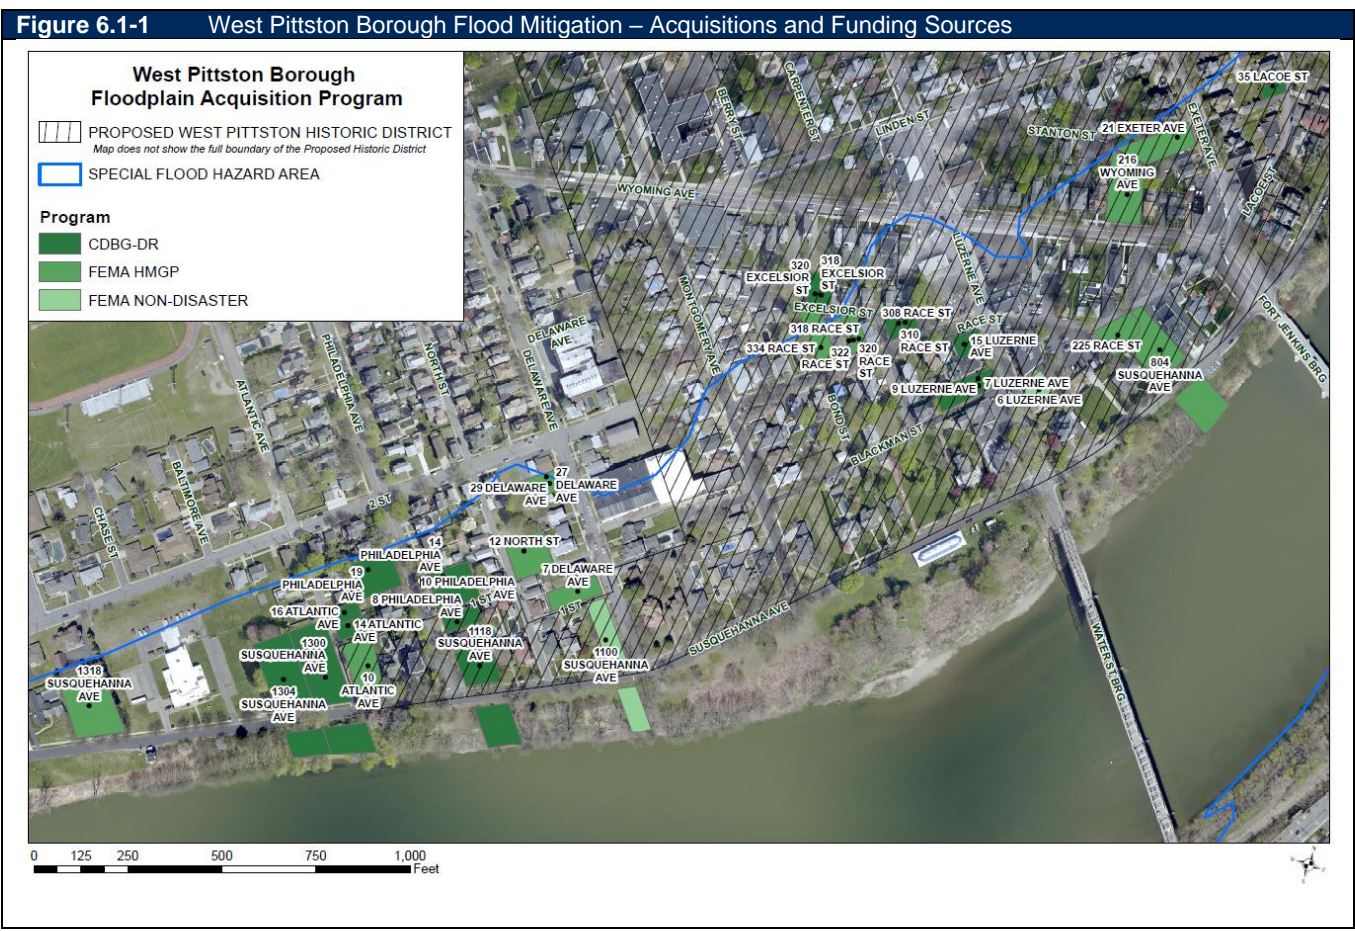 Figure 6.1-1 West Pittston Borough Flood Mitigation – Acquisitions and Funding Sources
West Pittston Borough
Floodplain Acquisition Program
PROPOSED WEST PITTSTON HISTORIC DISTRICT
Map does not show the full boundary of the Proposed Historic District
SPECIAL FLOOD HAZARD AREA
Program
CDBG-DR
FEMA HMGP
FEMA NON-DISASTER
35 LACOE ST
CARPENTER ST
BERRY ST
LINDEN ST
STANTON ST
21 EXETER AVE
EXETER AVE
216
WYOMING
AVE
WYOMING AVE
LACOE ST
LUZERNE AVE
320
EXCELSIOR
ST
318
EXCELSIOR
ST
MONTGOMERY AVE
EXCELSIOR ST
308 RACE ST
FORT JENKINS BRG
318 RACE ST
RACE ST
310
RACE ST
15 LUZERNE
AVE
225 RACE ST
334 RACE ST
322
RACE ST
320
RACE
ST
804
SUSQUEHANNA
AVE
9 LUZERNE AVE
7 LUZERNE AVE
6 LUZERNE AVE
BOND ST
BLACKMAN ST
DELAWARE
AVE
PHILADELPHIA AVE
NORTH ST
DELAWARE AVE
ATLANTIC AVE
BALTIMORE AVE
CHASE ST
2 ST
29 DELAWARE
AVE
27
DELAWARE
AVE
12 NORTH ST
14
PHILADELPHIA
AVE
19
PHILADELPHIA
AVE
10 PHILADELPHIA
AVE
7 DELAWARE
AVE
8 PHILADELPHIA
AVE
1 ST
1 ST
16 ATLANTIC
AVE
14 ATLANTIC
AVE
1300
SUSQUEHANNA
AVE
1118
SUSQUEHANNA
AVE
1100
SUSQUEHANNA
AVE
SUSQUEHANNA AVE
WATER ST BRG
1318
SUSQUEHANNA
AVE
1304
SUSQUEHANNA
AVE
10
ATLANTIC
AVE
0 125 250 500 750 1,000
Feet
N
E
S